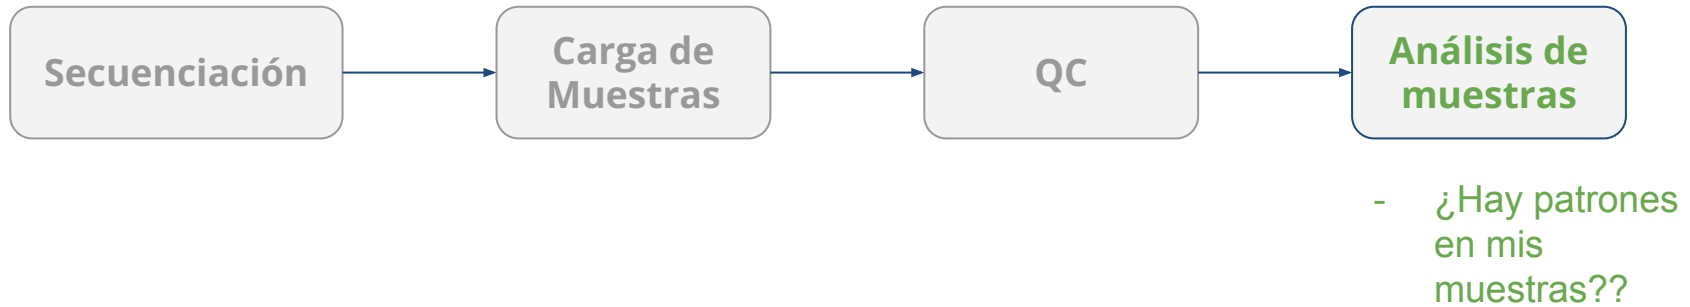 Secuenciación
Carga de
Muestras
QC
Análisis de
muestras
- ¿Hay patrones
en mis
muestras??